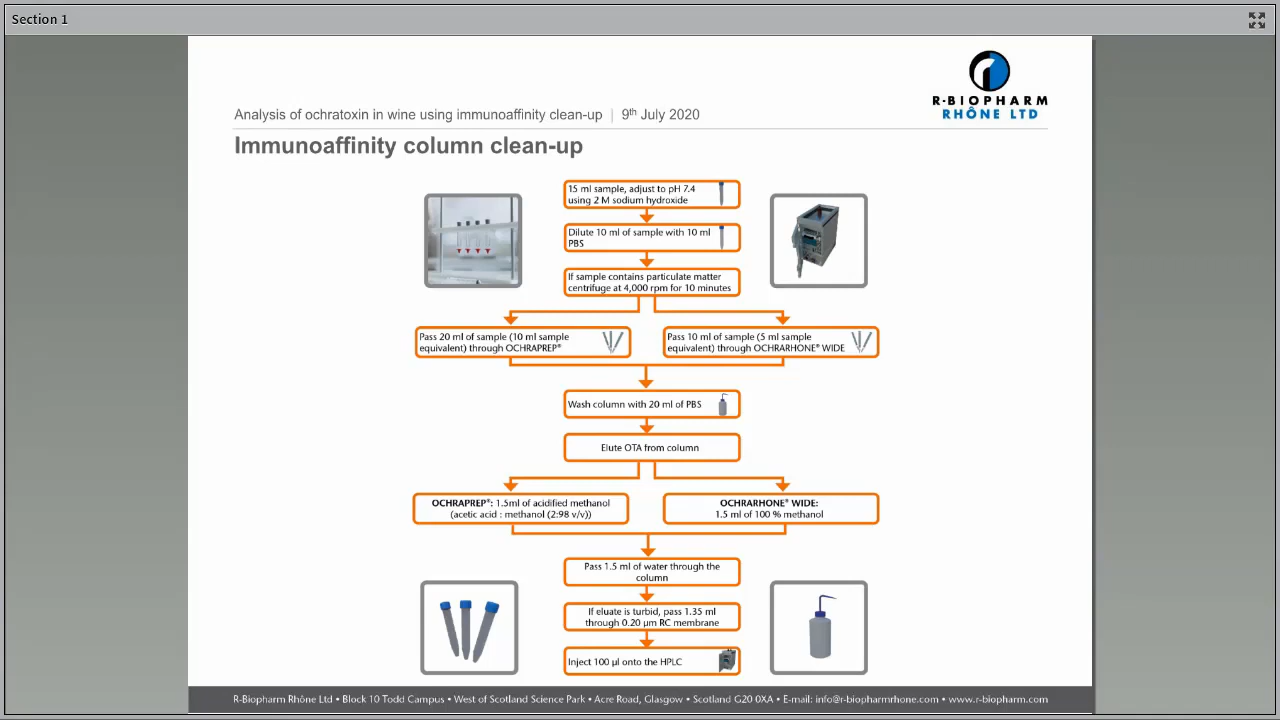 Section 1
R-BIOPHARM
RHÔNE LTD
Analysis of ochratoxin in wine using immunoaffinity clean-up | 9th July 2020
Immunoaffinity column clean-up
15 ml sample, adjust to pH 7.4
using 2 M sodium hydroxide
Dilute 10 ml of sample with 10 ml
PBS
If sample contains particulate matter
centrifuge at 4,000 rpm for 10 minutes
Pass 20 ml of sample (10 ml sample
equivalent) through OCHRAPREP®
Pass 10 ml of sample (5 ml sample
equivalent) through OCHRARHONE® WIDE
Wash column with 20 ml of PBS
Elute OTA from column
OCHRAPREP®: 1.5ml of acidified methanol
(acetic acid : methanol (2:98 v/v))
OCHRARHONE® WIDE:
1.5 ml of 100 % methanol
Pass 1.5 ml of water through the
column
If eluate is turbid, pass 1.35 ml
through 0.20 µm RC membrane
Inject 100 µl onto the HPLC
R-Biopharm Rhône Ltd • Block 10 Todd Campus • West of Scotland Science Park • Acre Road, Glasgow • Scotland G20 0XA • E-mail: info@r-biopharmrhone.com • www.r-biopharm.com